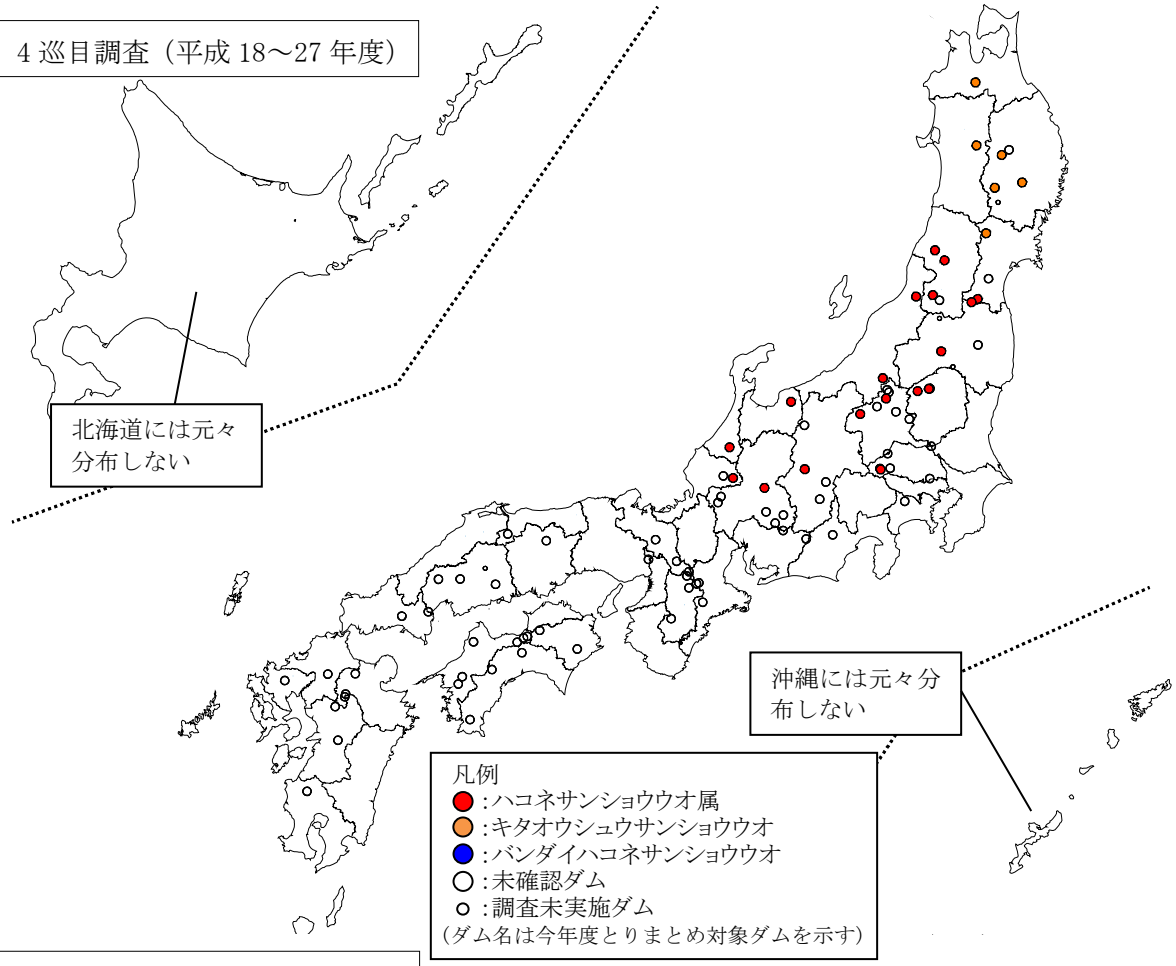 4 巡目調査（平成 18～27 年度）
北海道には元々
分布しない
沖縄には元々分
布しない
凡例
：ハコネサンショウウオ属
：キタオウシュウサンショウウオ
：バンダイハコネサンショウウオ
：未確認ダム
：調査未実施ダム
（ダム名は今年度とりまとめ対象ダムを示す）